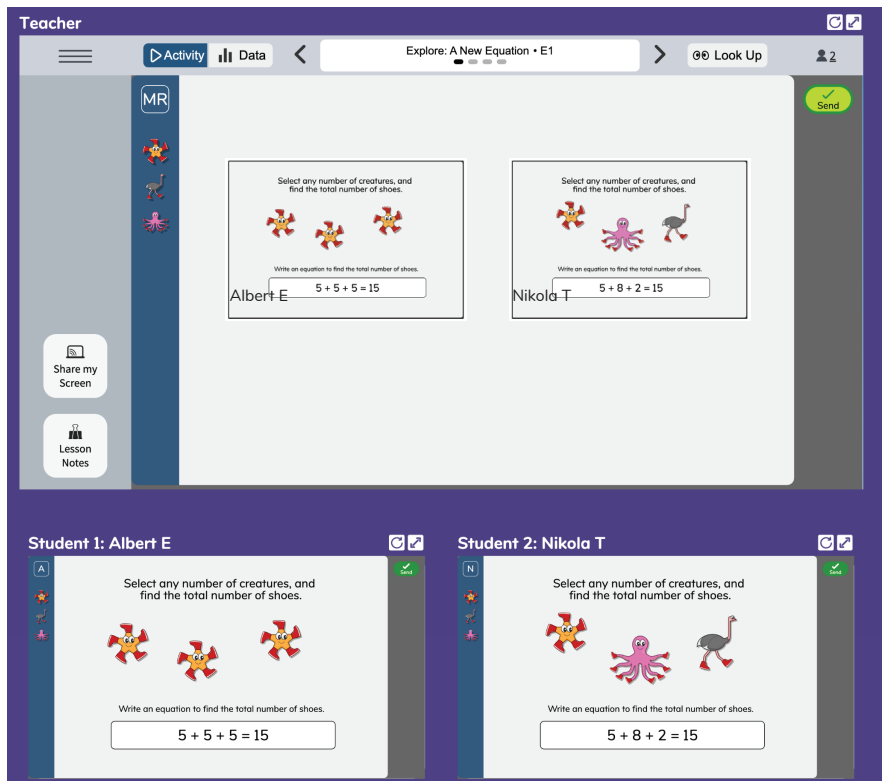 Teacher
Activity
Data
Explore: A New Equation • E1
Look Up
2
MR
Send
Select any number of creatures, and
find the total number of shoes.
Write an equation to find the total number of shoes.
5 + 5 + 5 = 15
Albert E
Select any number of creatures, and
find the total number of shoes.
Write an equation to find the total number of shoes.
5 + 8 + 2 = 15
Nikola T
Share my
Screen
Lesson
Notes
Student 1: Albert E
A
Send
Select any number of creatures, and
find the total number of shoes.
Write an equation to find the total number of shoes.
5 + 5 + 5 = 15
Student 2: Nikola T
N
Send
Select any number of creatures, and
find the total number of shoes.
Write an equation to find the total number of shoes.
5 + 8 + 2 = 15